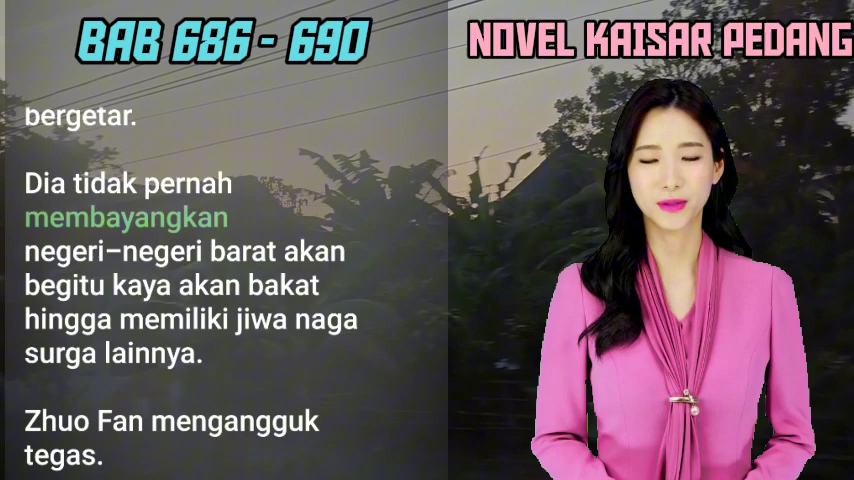 BAB 686 - 690
NOVEL KAISAR PEDANG
bergetar.
Dia tidak pernah
membayangkan
negeri–negeri barat akan
begitu kaya akan bakat
hingga memiliki jiwa naga
surga lainnya.
Zhuo Fan mengangguk
tegas.